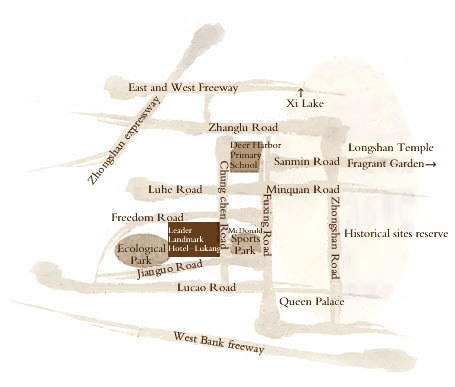 East and West Freeway
↑
Xi Lake
Zhongshan expressway
Zhanglu Road
Deer Harbor
Primary
School
Longshan Temple
Sanmin Road
Fragrant Garden→
Luhe Road
Minquan Road
Chung chen Road
Fuxing Road
Zhongshan Road
Freedom Road
Leader
Landmark
Hotel -Lukang
McDonald
Sports
Park
Historical sites reserve
Ecological
Park
Jianguo Road
Lucao Road
Queen Palace
West Bank freeway